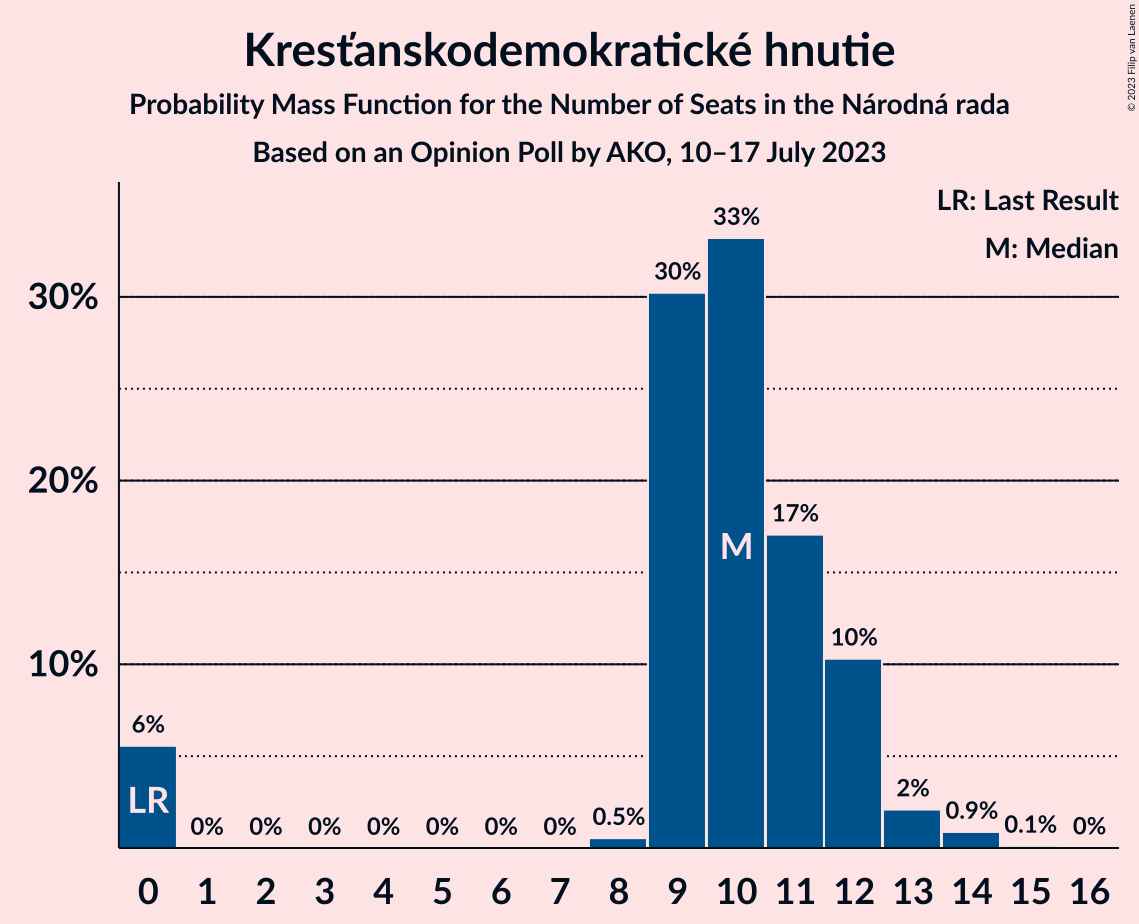 Kresťanskodemokratické hnutie
Probability Mass Function for the Number of Seats in the Národná rada
Based on an Opinion Poll by AKO, 10–17 July 2023
© 2023 Filip van Laenen
LR: Last Result
M: Median
30%
20%
10%
6%
0%
0%
0%
0%
0%
0%
0%
0.5%
30%
33%
17%
10%
2%
0.9%
0.1%
0%
LR
M
0 1 2 3 4 5 6 7 8 9 10 11 12 13 14 15 16